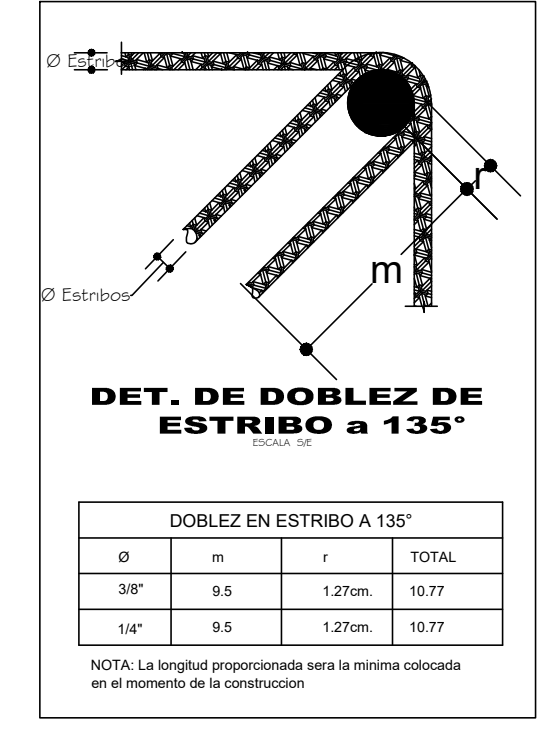 Ø Estribos
r
m
Ø Estribos
DET. DE DOBLEZ DE
ESTRIBO a 135°
ESCALA S/E
DOBLEZ EN ESTRIBO A 135°
Ø m r TOTAL
3/8" 9.5 1.27cm. 10.77
1/4" 9.5 1.27cm. 10.77
NOTA: La longitud proporcionada sera la minima colocada
en el momento de la construccion